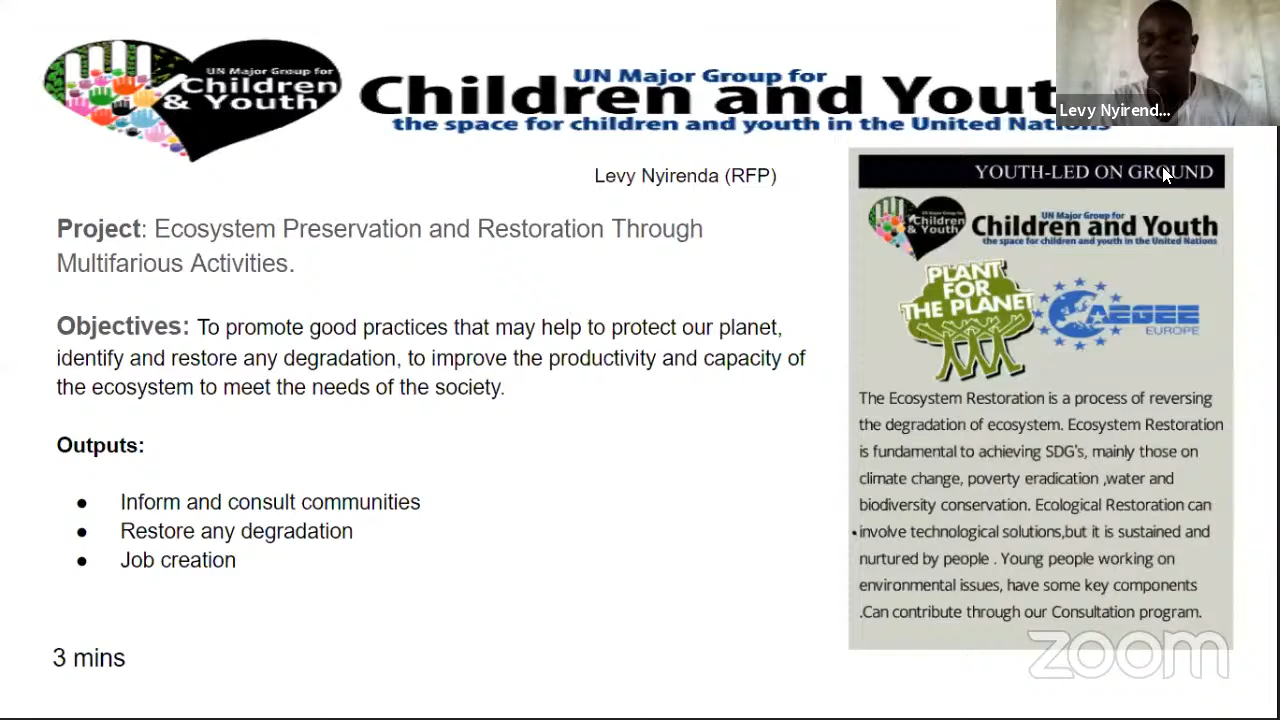 UN Major Group for
Children
& Youth
UN Major Group for
Children and Yout
the space for children and youth in the United Nations
Levy Nyirend...
Levy Nyirenda (RFP)
Project: Ecosystem Preservation and Restoration Through
Multifarious Activities.
Objectives: To promote good practices that may help to protect our planet,
identify and restore any degradation, to improve the productivity and capacity of
the ecosystem to meet the needs of the society.
Outputs:
● Inform and consult communities
● Restore any degradation
● Job creation
3 mins
YOUTH-LED ON GROUND
UN Major Group for
Children
& Youth
UN Major Group for
Children and Youth
the space for children and youth in the United Nations
PLANT
FOR
THE PLANET
AEGEE
EUROPE
The Ecosystem Restoration is a process of reversing
the degradation of ecosystem. Ecosystem Restoration
is fundamental to achieving SDG's, mainly those on
climate change, poverty eradication ,water and
biodiversity conservation. Ecological Restoration can
•involve technological solutions,but it is sustained and
nurtured by people . Young people working on
environmental issues, have some key components
.Can contribute through our Consultation program.
zoom